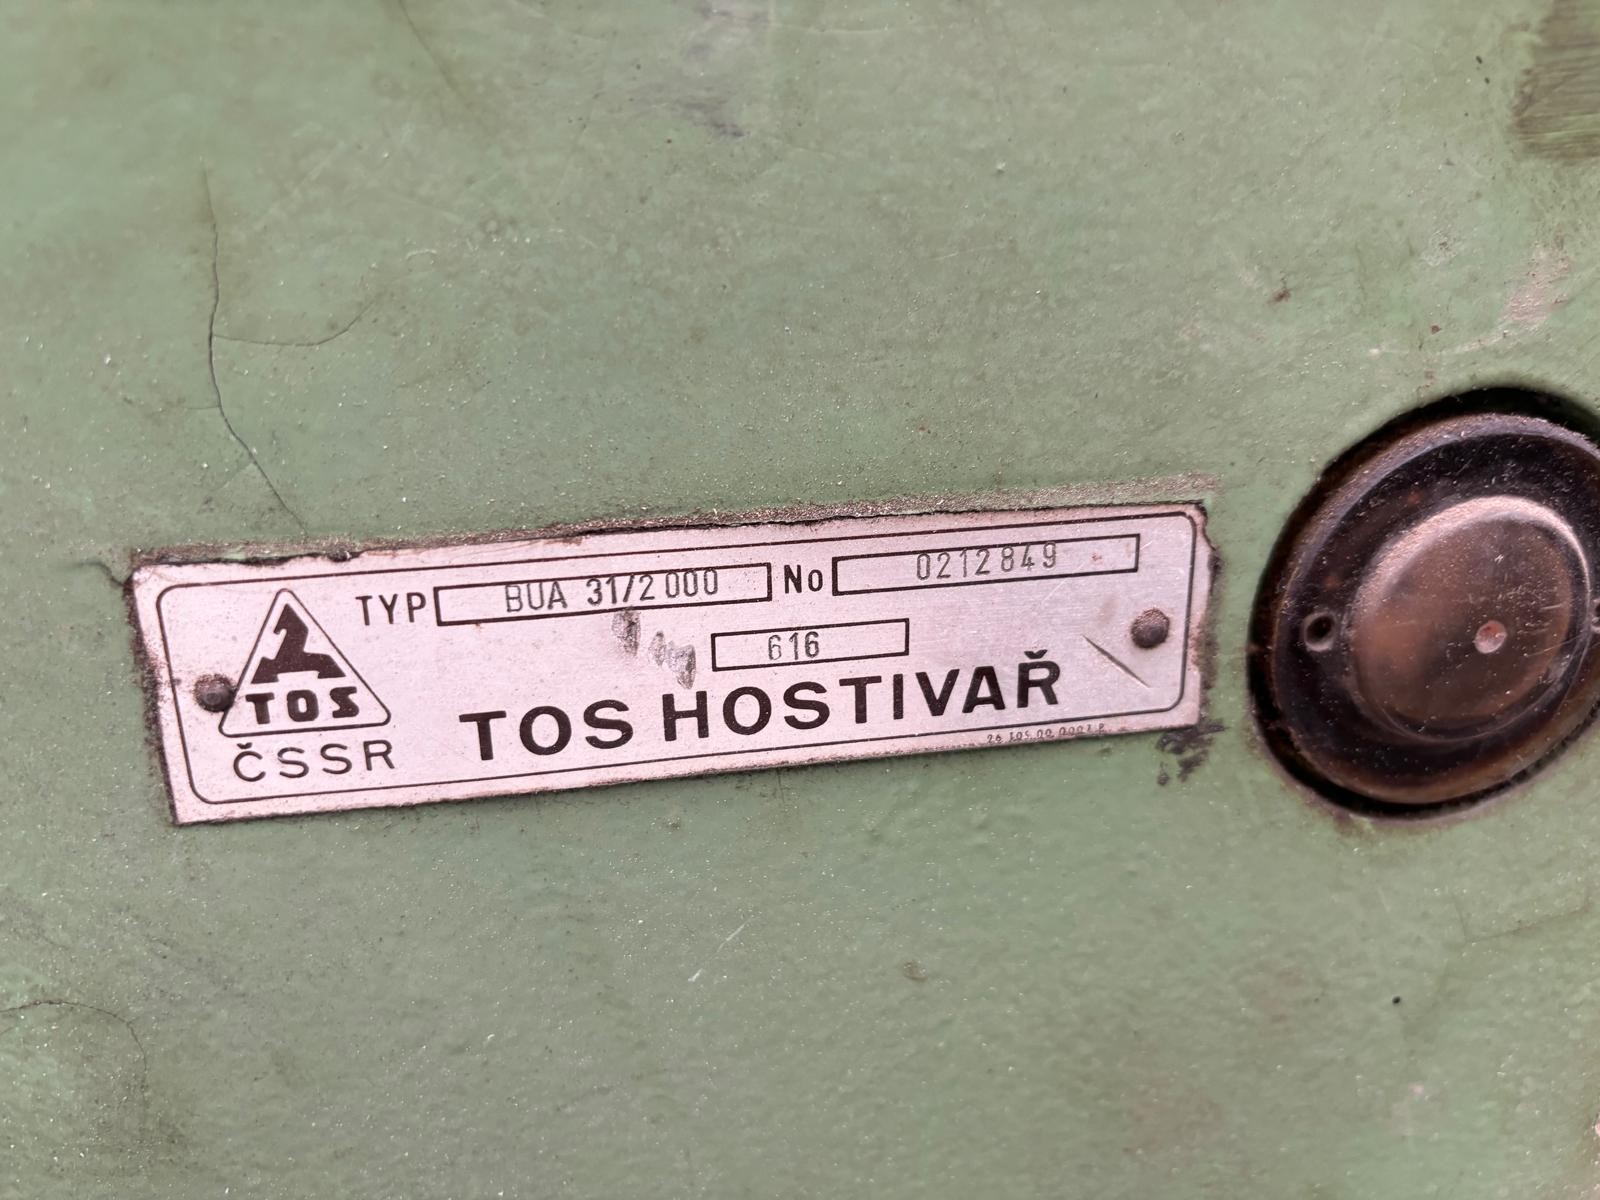 TYP BUA 31/2000 No 0212849
616
TOS
ČSSR
TOS HOSTIVAŘ